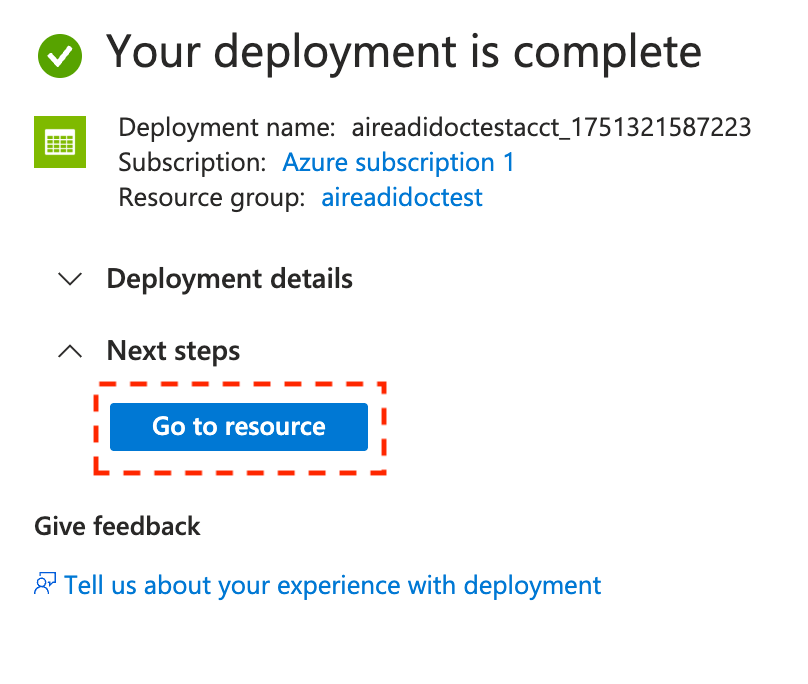 Your deployment is complete
Deployment name: aireadidoctestacct_1751321587223
Subscription: Azure subscription 1
Resource group: aireadidoctest
Deployment details
Next steps
Go to resource
Give feedback
Tell us about your experience with deployment